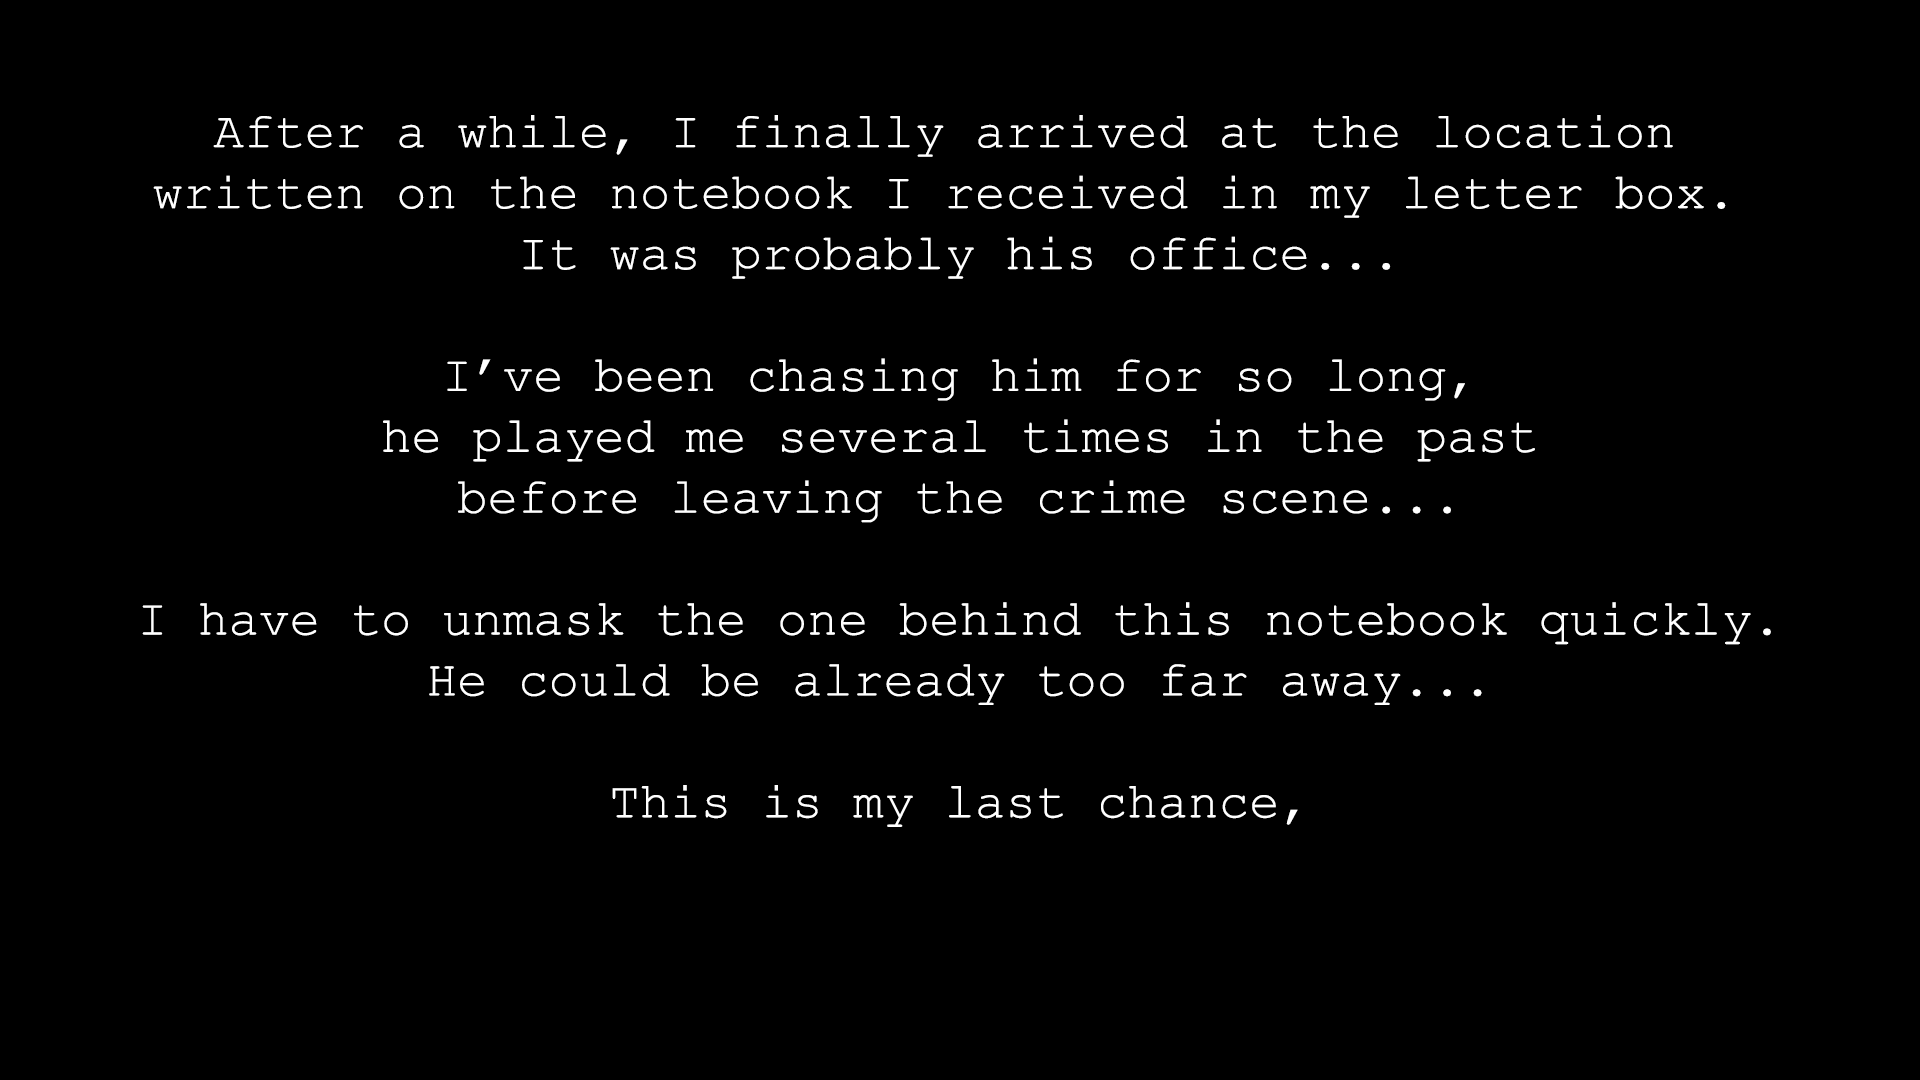 After a while, I finally arrived at the location
written on the notebook I received in my letter box.
It was probably his office...
I’ve been chasing him for so long,
he played me several times in the past
before leaving the crime scene...
I have to unmask the one behind this notebook quickly.
He could be already too far away...
This is my last chance,